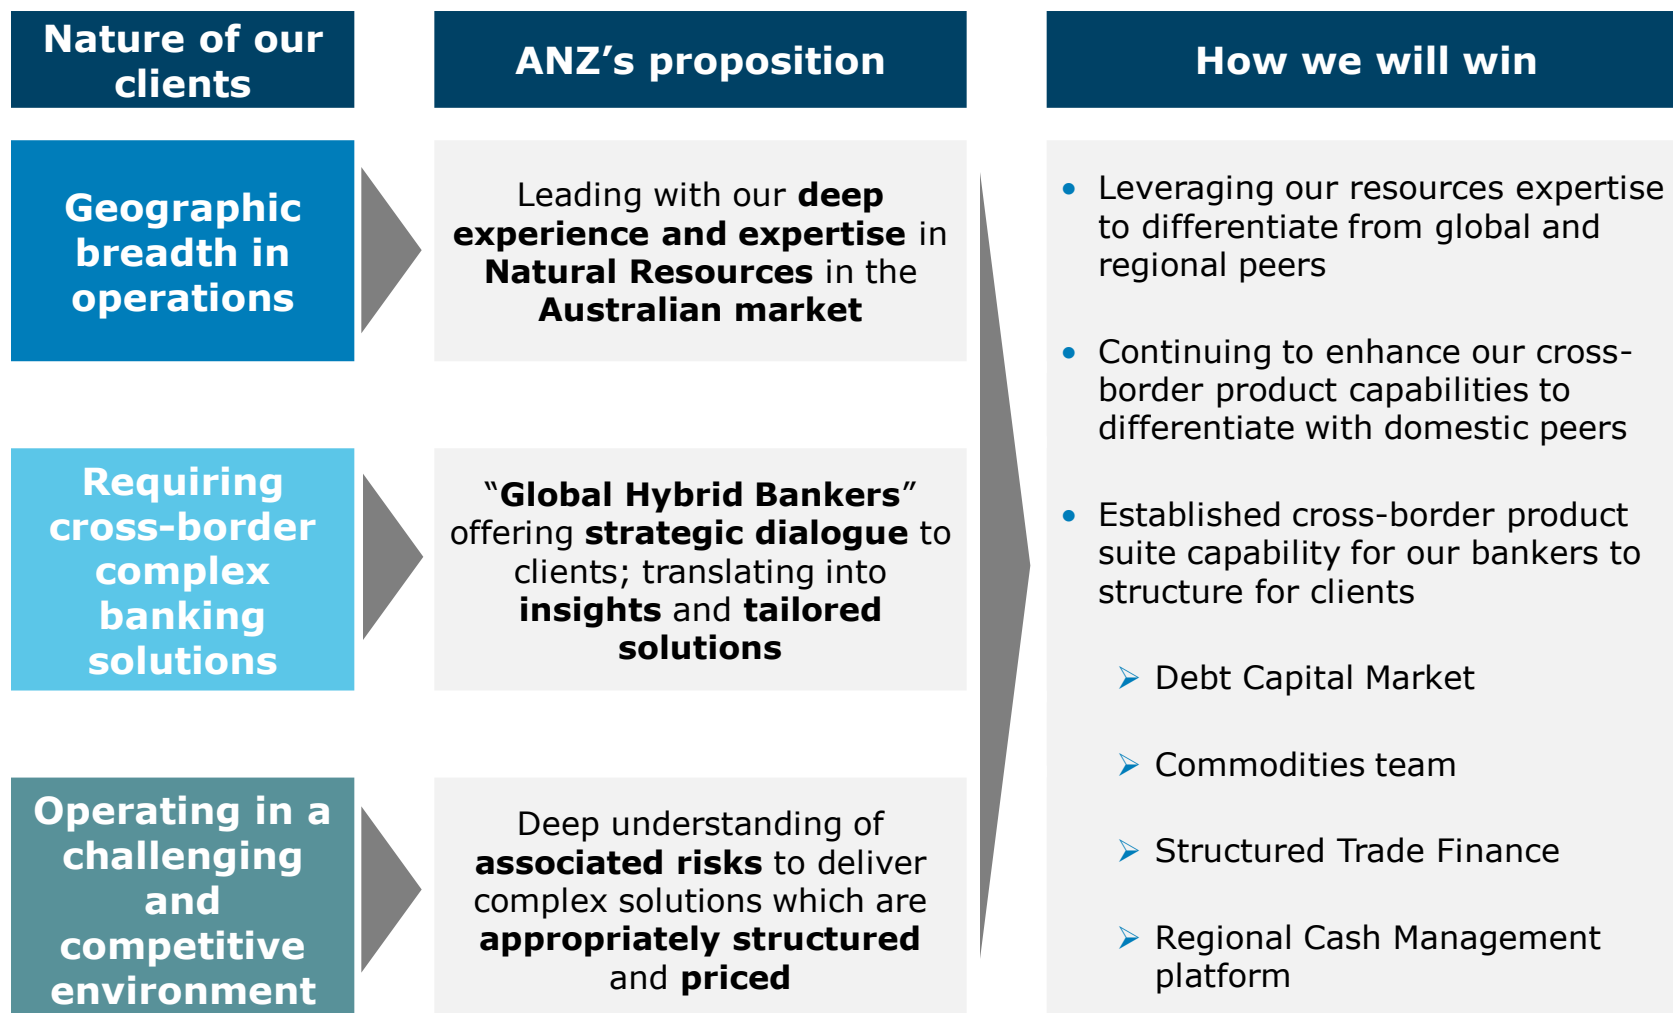 Nature of our
clients
ANZ’s proposition
How we will win
Geographic
breadth in
operations
Leading with our deep
experience and expertise in
Natural Resources in the
Australian market
Requiring
cross-border
complex
banking
solutions
“Global Hybrid Bankers”
offering strategic dialogue to
clients; translating into
insights and tailored
solutions
Operating in a
challenging
and
competitive
environment
Deep understanding of
associated risks to deliver
complex solutions which are
appropriately structured
and priced
• Leveraging our resources expertise
to differentiate from global and
regional peers
• Continuing to enhance our cross-
border product capabilities to
differentiate with domestic peers
• Established cross-border product
suite capability for our bankers to
structure for clients
➢ Debt Capital Market
➢ Commodities team
➢ Structured Trade Finance
➢ Regional Cash Management
platform